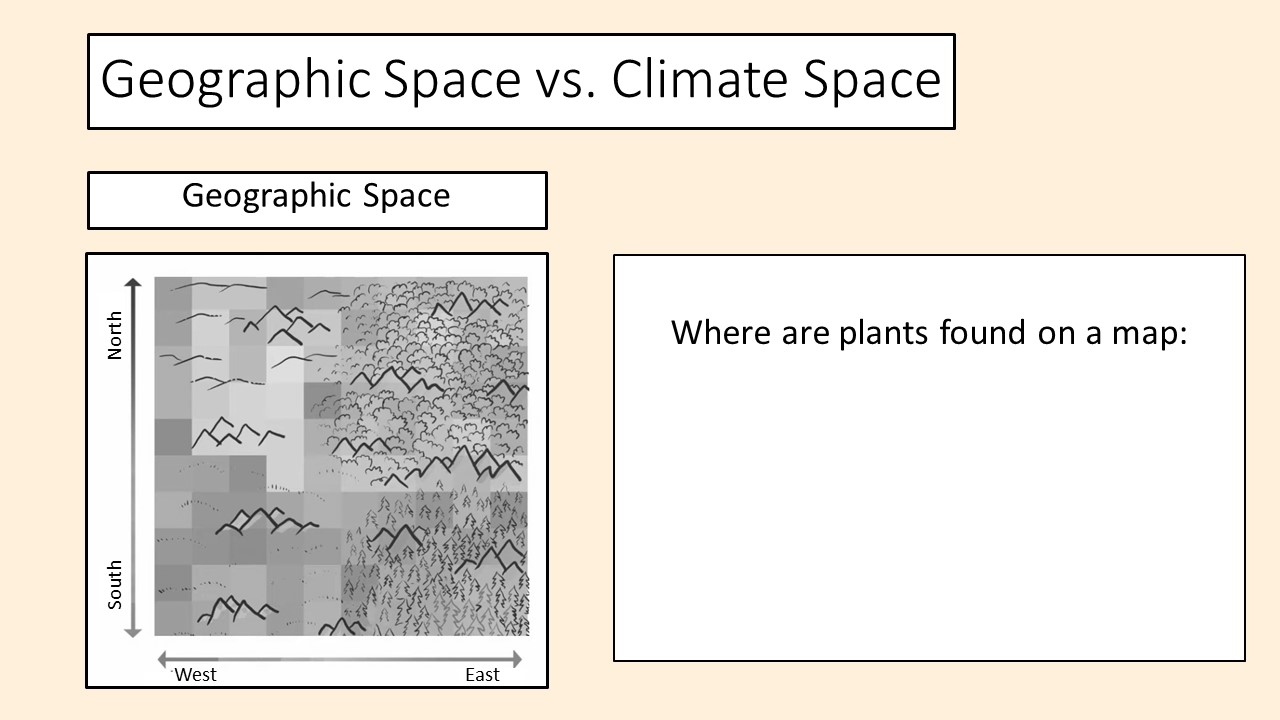 Geographic Space vs. Climate Space
Geographic Space
North
South
West
East
Where are plants found on a map: